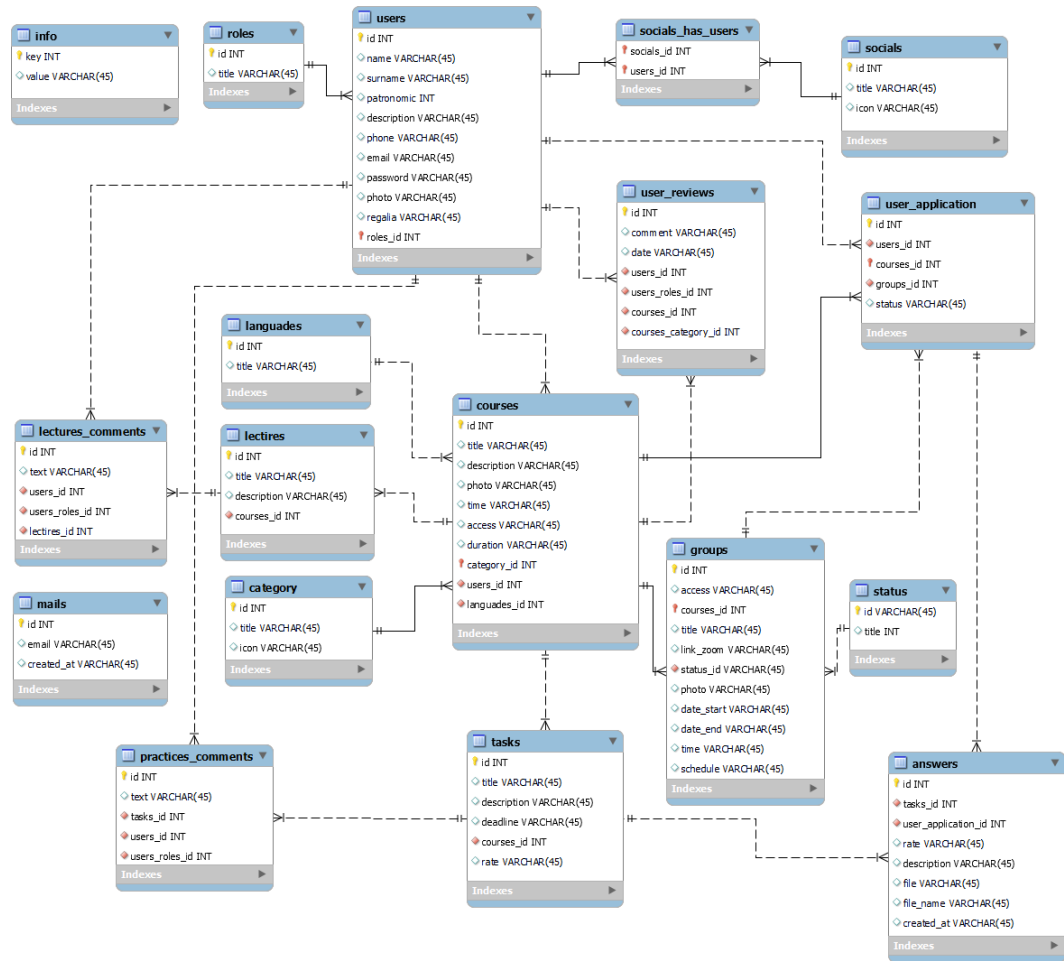 info
key INT
value VARCHAR(45)
Indexes
roles
id INT
title VARCHAR(45)
Indexes
users
id INT
name VARCHAR(45)
surname VARCHAR(45)
patronomic INT
description VARCHAR(45)
phone VARCHAR(45)
email VARCHAR(45)
password VARCHAR(45)
photo VARCHAR(45)
regalia VARCHAR(45)
roles_id INT
Indexes
socials_has_users
socials_id INT
users_id INT
Indexes
socials
id INT
title VARCHAR(45)
icon VARCHAR(45)
Indexes
user_reviews
id INT
comment VARCHAR(45)
date VARCHAR(45)
users_id INT
users_roles_id INT
courses_id INT
courses_category_id INT
Indexes
user_application
id INT
users_id INT
courses_id INT
groups_id INT
status VARCHAR(45)
Indexes
languades
id INT
title VARCHAR(45)
Indexes
lectures_comments
id INT
text VARCHAR(45)
users_id INT
users_roles_id INT
lectires_id INT
Indexes
lectires
id INT
title VARCHAR(45)
description VARCHAR(45)
courses_id INT
Indexes
courses
id INT
title VARCHAR(45)
description VARCHAR(45)
photo VARCHAR(45)
time VARCHAR(45)
access VARCHAR(45)
duration VARCHAR(45)
category_id INT
users_id INT
languades_id INT
Indexes
mails
id INT
email VARCHAR(45)
created_at VARCHAR(45)
Indexes
category
id INT
title VARCHAR(45)
icon VARCHAR(45)
Indexes
groups
id INT
access VARCHAR(45)
courses_id INT
title VARCHAR(45)
link_zoom VARCHAR(45)
status_id VARCHAR(45)
photo VARCHAR(45)
date_start VARCHAR(45)
date_end VARCHAR(45)
time VARCHAR(45)
schedule VARCHAR(45)
Indexes
status
id VARCHAR(45)
title INT
Indexes
practices_comments
id INT
text VARCHAR(45)
tasks_id INT
users_id INT
users_roles_id INT
Indexes
tasks
id INT
title VARCHAR(45)
description VARCHAR(45)
deadline VARCHAR(45)
courses_id INT
rate VARCHAR(45)
Indexes
answers
id INT
tasks_id INT
user_application_id INT
rate VARCHAR(45)
description VARCHAR(45)
file VARCHAR(45)
file_name VARCHAR(45)
created_at VARCHAR(45)
Indexes